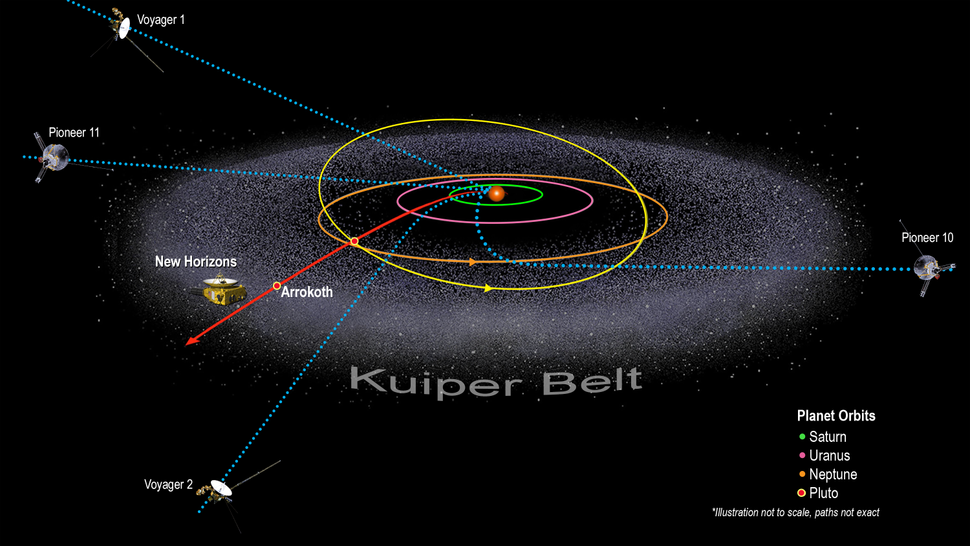 Voyager 1
Pioneer 11
Pioneer 10
New Horizons
Arrokoth
Kuiper Belt
Voyager 2
Planet Orbits
Saturn
Uranus
Neptune
Pluto
*Illustration not to scale, paths not exact